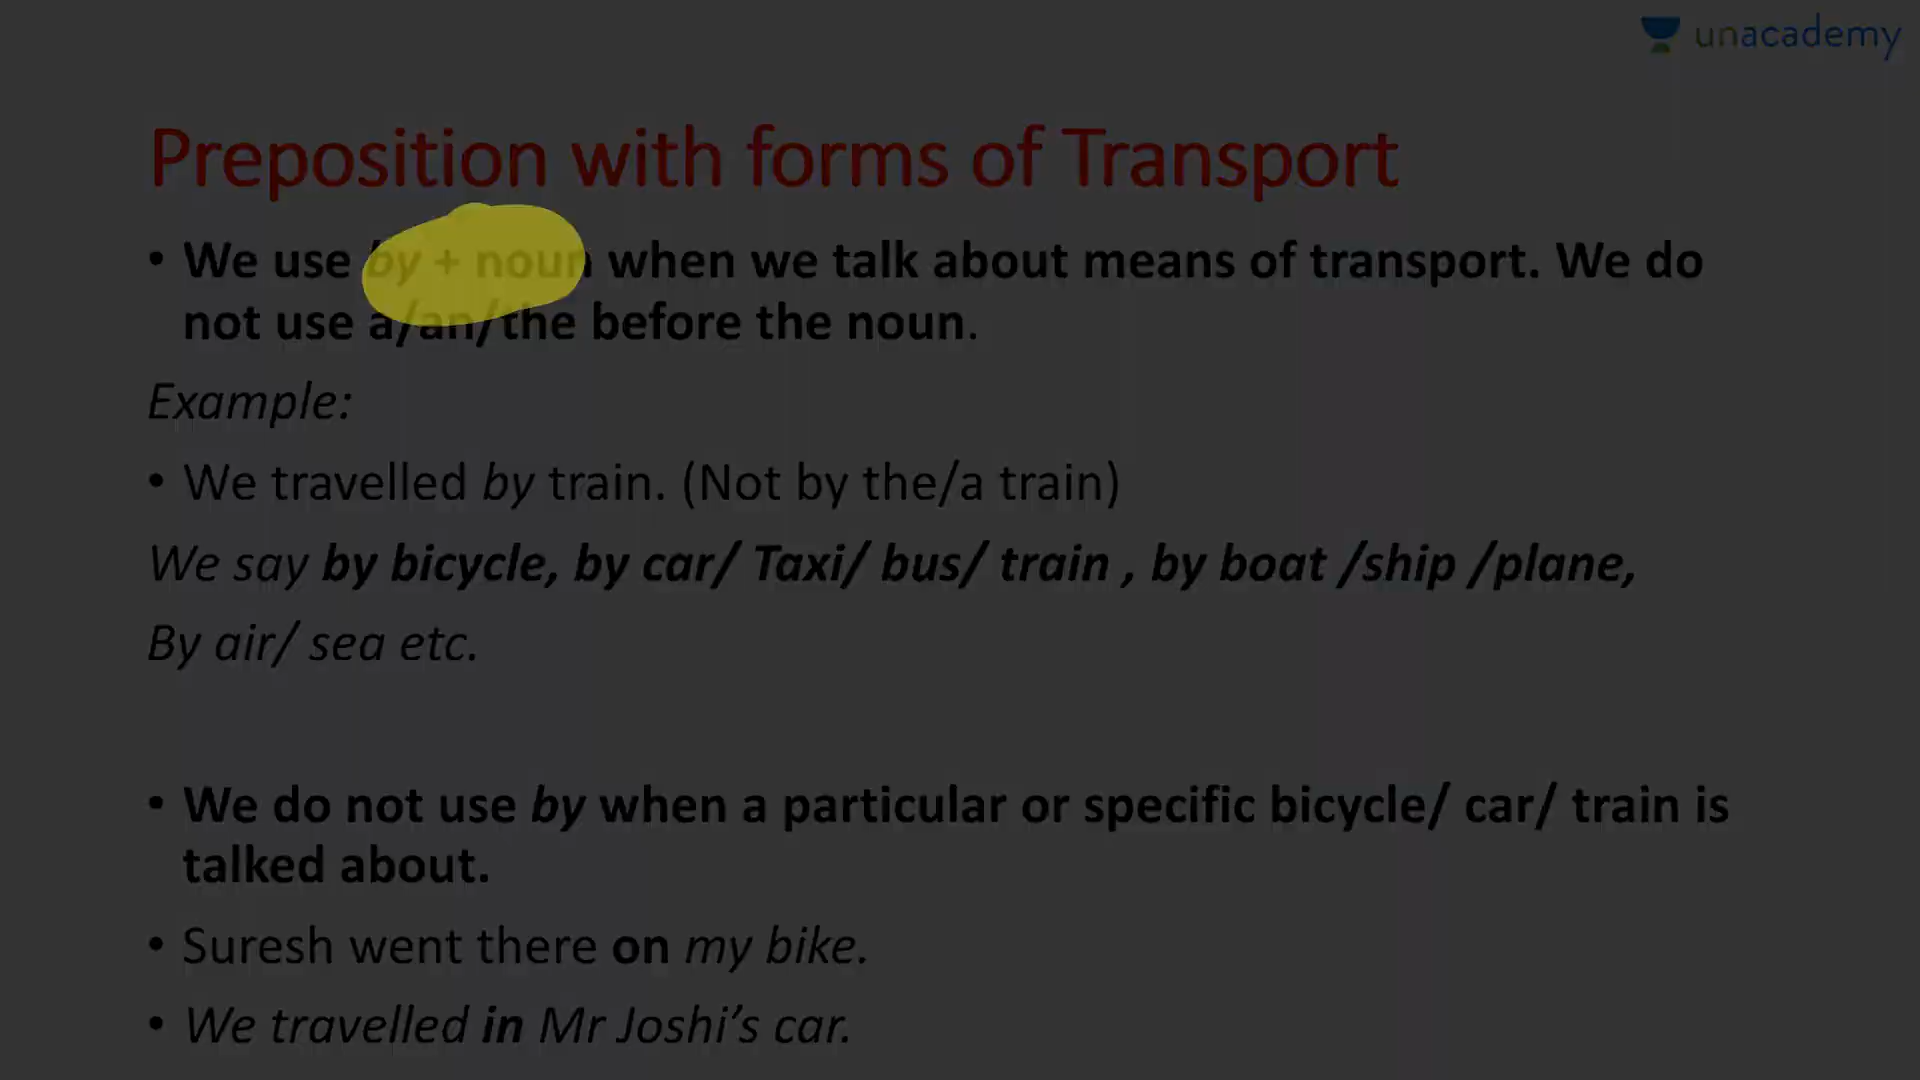 unacademy
Preposition with forms of Transport
• We use by + noun when we talk about means of transport. We do
not use a/an/the before the noun.
Example:
• We travelled by train. (Not by the/a train)
We say by bicycle, by car/ Taxi/ bus/ train , by boat /ship /plane,
By air/ sea etc.
• We do not use by when a particular or specific bicycle/ car/ train is
talked about.
• Suresh went there on my bike.
• We travelled in Mr Joshi’s car.